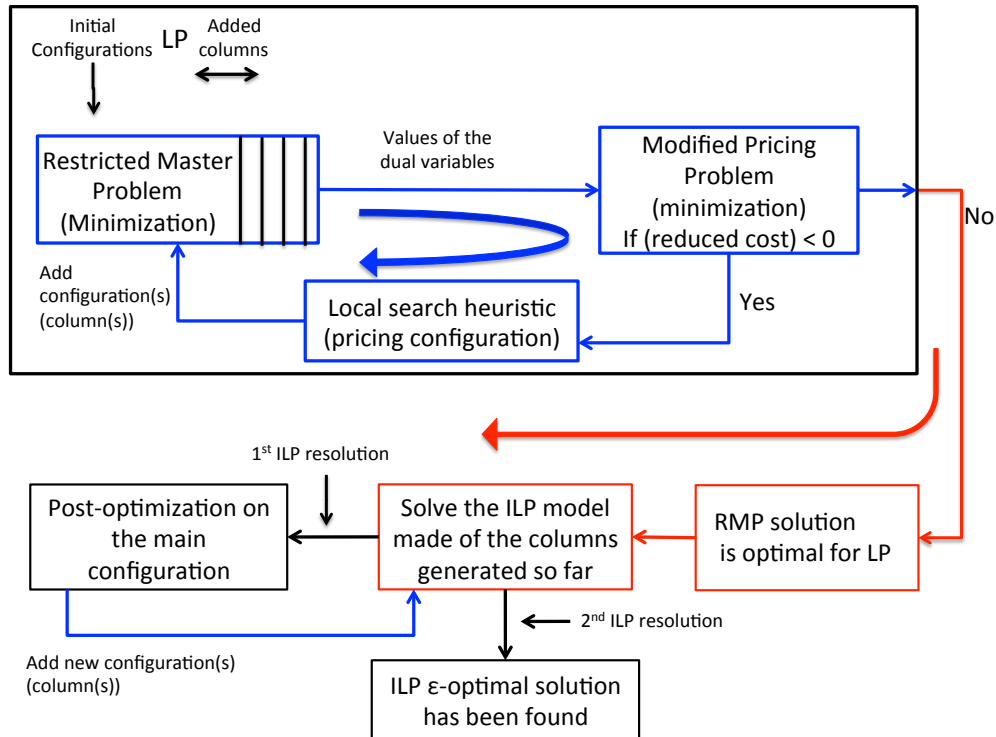 Initial
Configurations
LP
Added
columns
Restricted Master
Problem
(Minimization)
Values of the
dual variables
Modified Pricing
Problem
(minimization)
If (reduced cost) < 0
No
Add
configuration(s)
(column(s))
Local search heuristic
(pricing configuration)
Yes
1st ILP resolution
Post-optimization on
the main
configuration
Solve the ILP model
made of the columns
generated so far
RMP solution
is optimal for LP
2nd ILP resolution
Add new configuration(s)
(column(s))
ILP ε-optimal solution
has been found